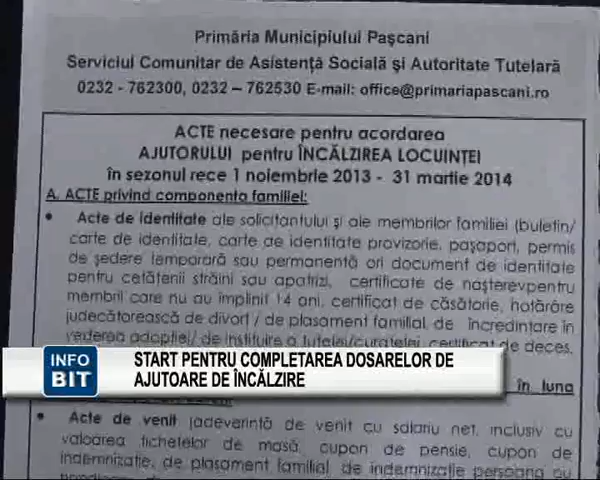 Primăria Municipiului Paşcani
Serviciul Comunitar de Asistenţă Socială şi Autoritate Tutelară
0232 - 762300, 0232 – 762530 E-mail: office@primariapascani.ro
ACTE necesare pentru acordarea
AJUTORULUI pentru ÎNCĂLZIREA LOCUINŢEI
în sezonul rece 1 noiembrie 2013 - 31 martie 2014
A. ACTE privind componenta familiei:
• Acte de identitate ale solicitantului şi ale membrilor familiei (buletin/
carte de identitate, carte de identitate provizorie, paşaport, permis
de şedere temporară sau permanentă ori document de identitate
pentru cetăţenii străini sau apatrizi, certificate de naşterevpentru
membrii care nu au împlinit 14 ani, certificat de căsătorie, hotărâre
judecătorească de divorţ / de plasament familial, de încredinţare în
vederea adopţiei/ de instituire a tutelei/curatelei, certificat de deces.
INFO
BIT
START PENTRU COMPLETAREA DOSARELOR DE
AJUTOARE DE ÎNCĂLZIRE
în luna
• Acte de venit (adeverinţă de venit cu salariu net, inclusiv cu
valoarea tichetelor de masă, cupon de pensie, cupon de
indemnizaţie, de plasament familial, de indemnizaţie persoana cu